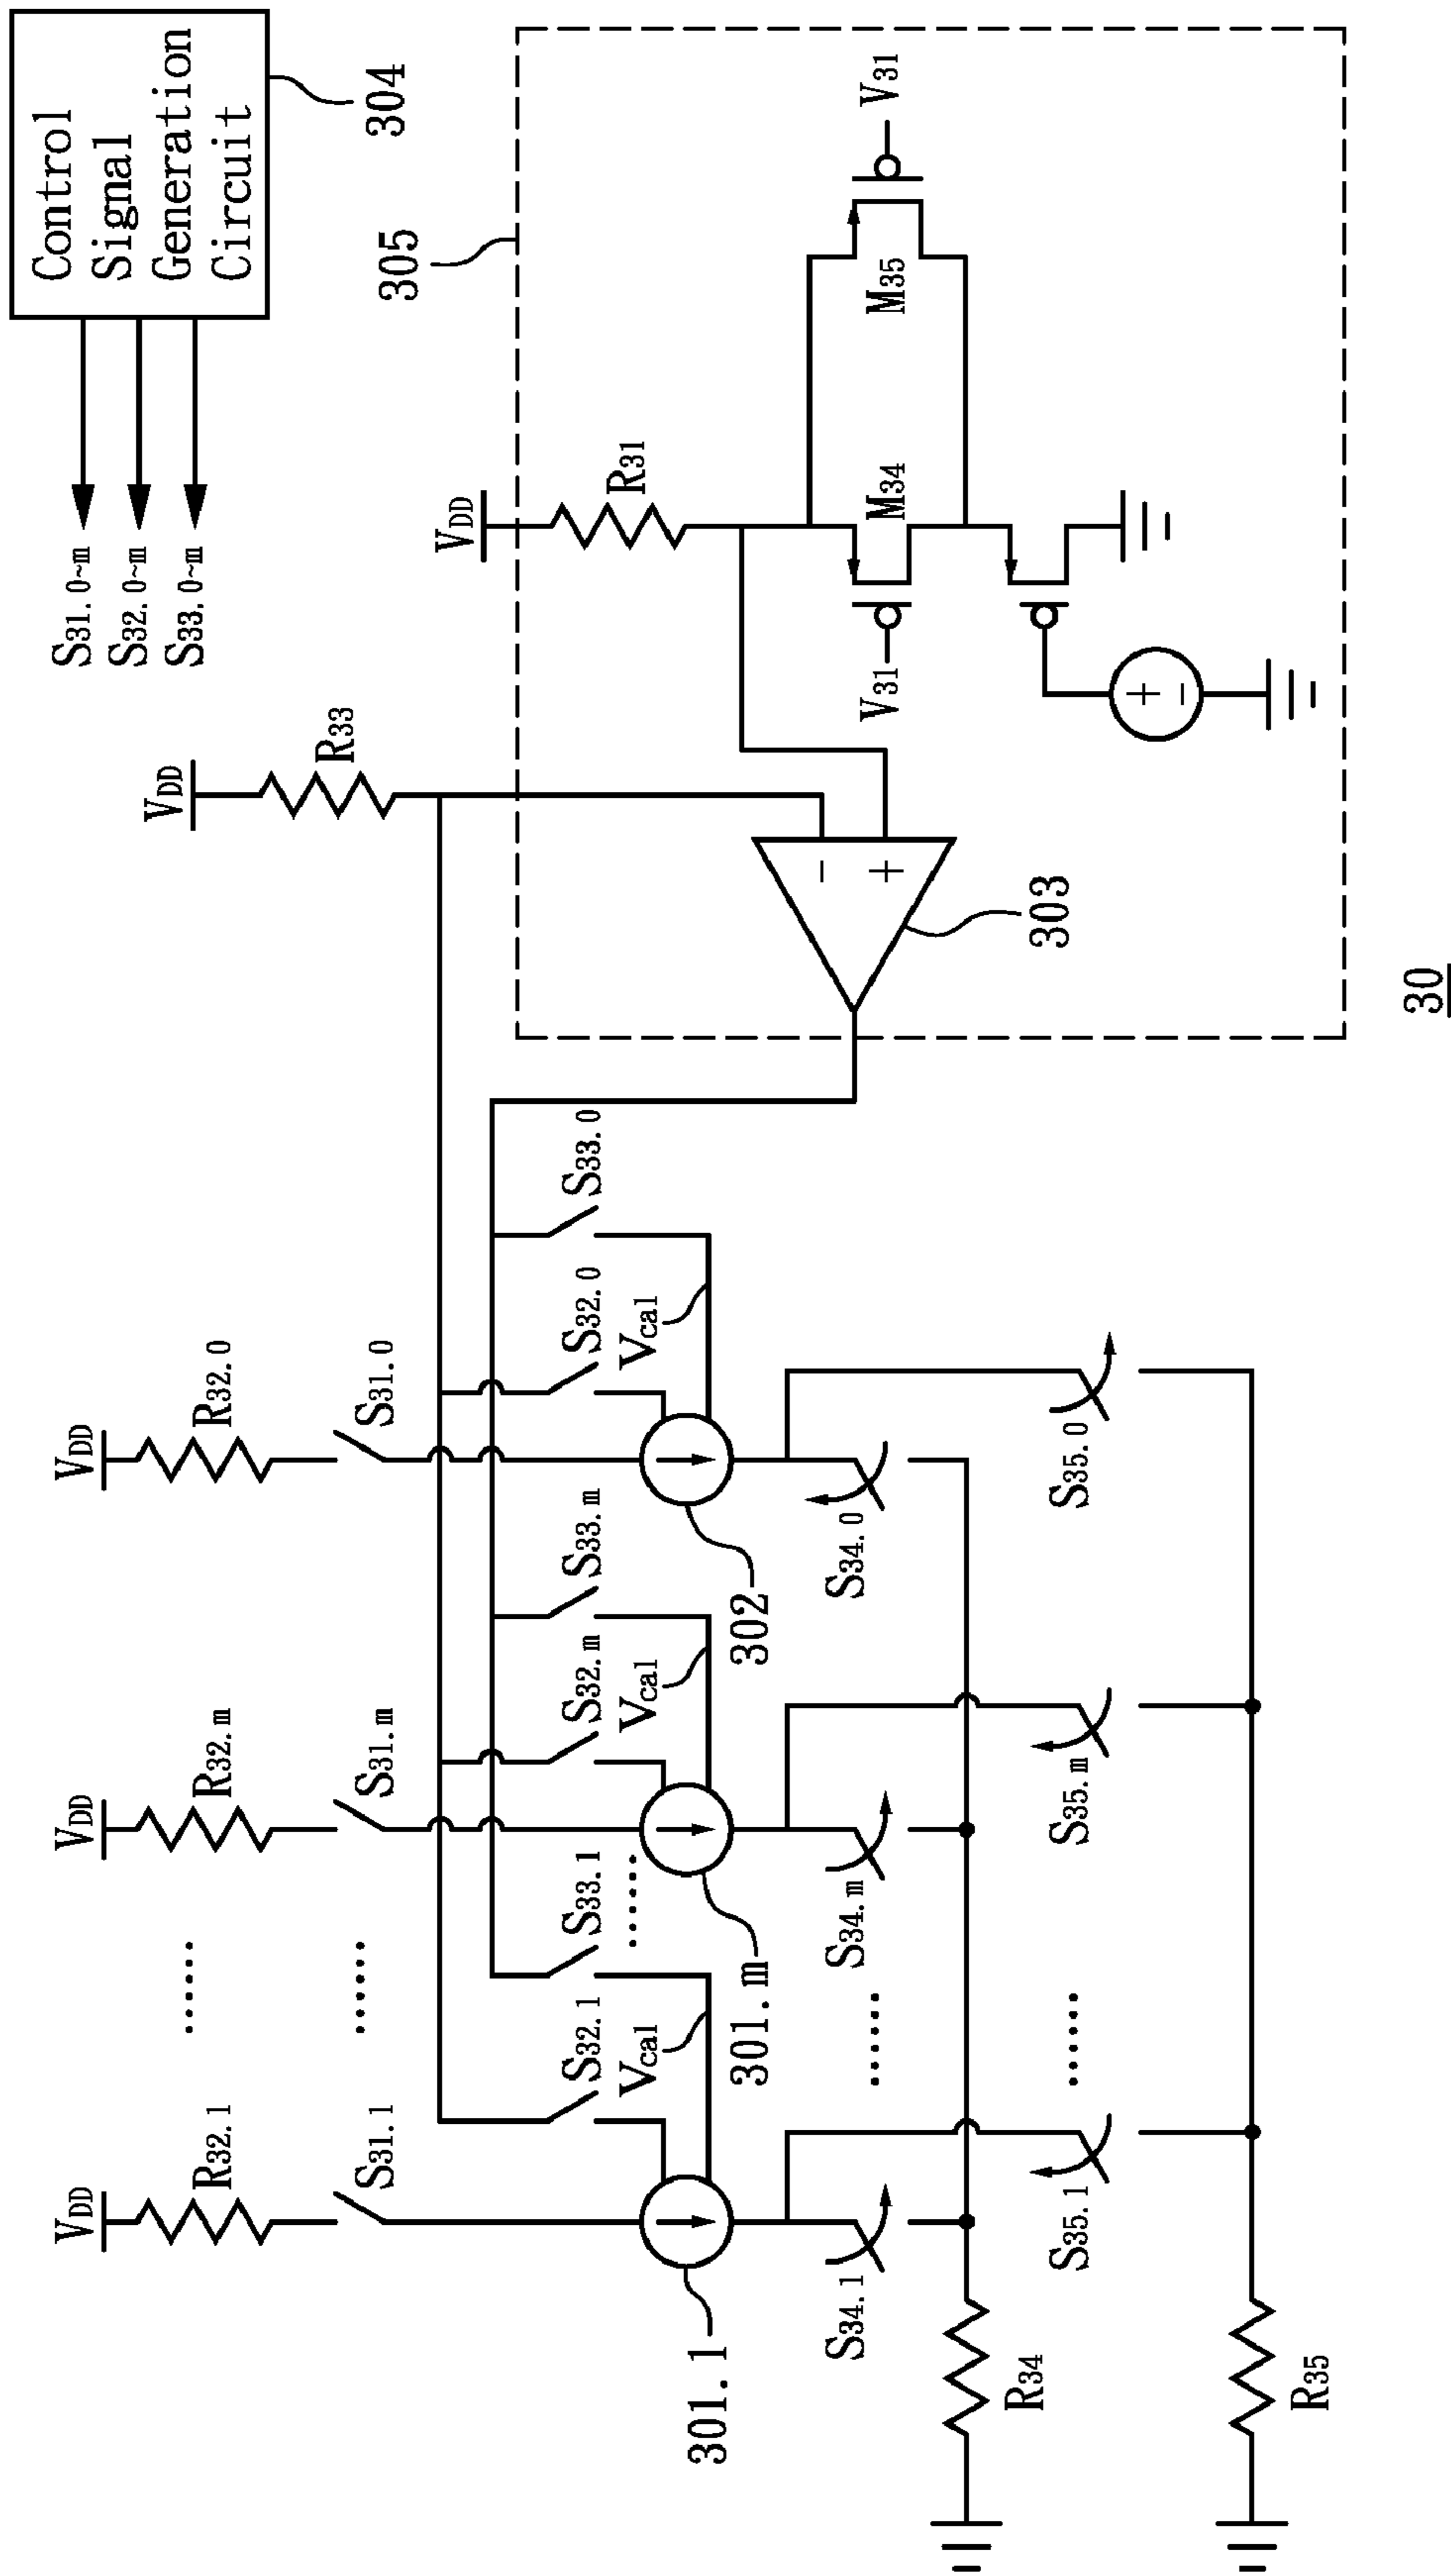 Control
Signal
Generation
Circuit
304
S31.0~m
S32.0~m
S33.0~m
VDD
R32.1
S31.1
......
......
VDD
R32.m
S31.m
VDD
R32.0
S31.0
VDD
R33
305
VDD
R31
S32.1
Vcal
S33.1
......
S32.m
Vcal
S33.m
S32.0
Vcal
S33.0
301.1
301.m
302
-
+
303
V31
M34
M35
V31
+
-
S34.1
......
S34.m
S34.0
S35.1
......
S35.m
S35.0
R34
R35
30